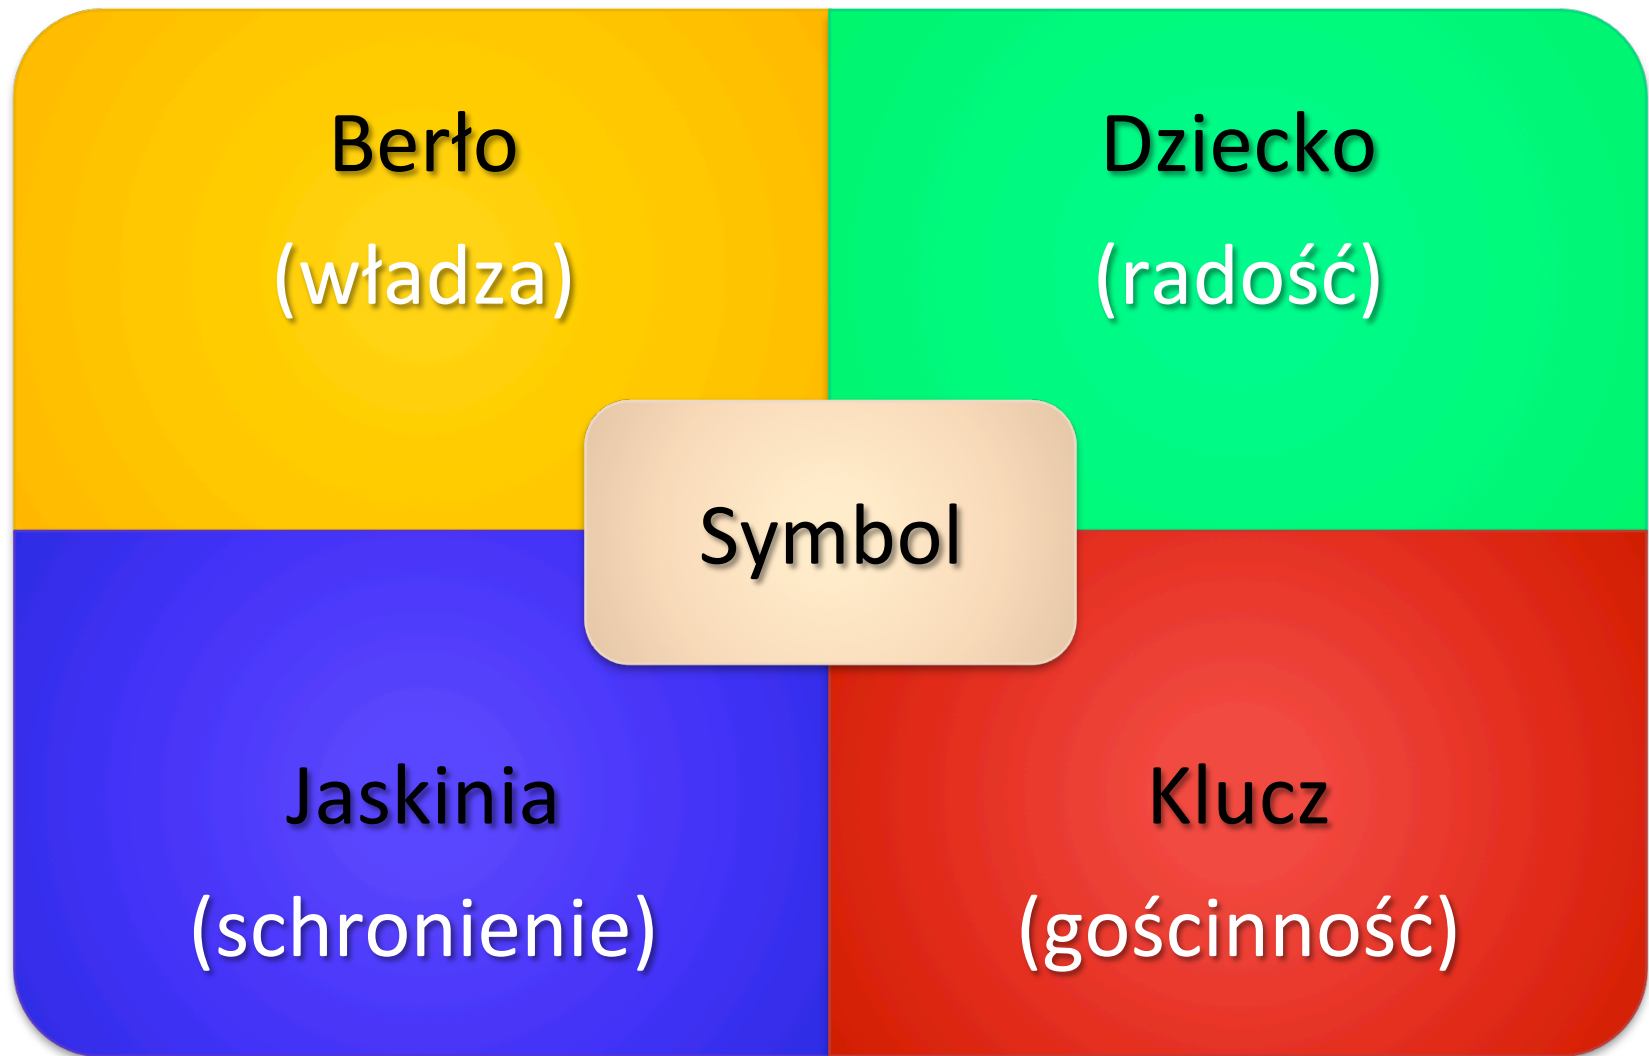 Berło
(władza)
Dziecko
(radość)
Symbol
Jaskinia
(schronienie)
Klucz
(gościnność)